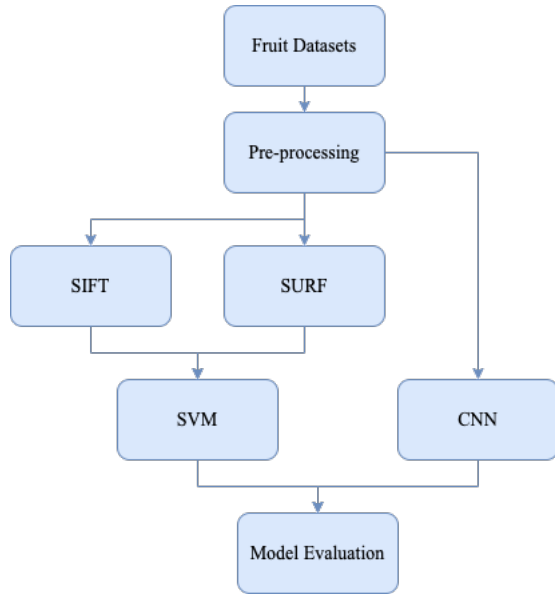 Fruit Datasets
Pre-processing
SIFT
SURF
SVM
CNN
Model Evaluation